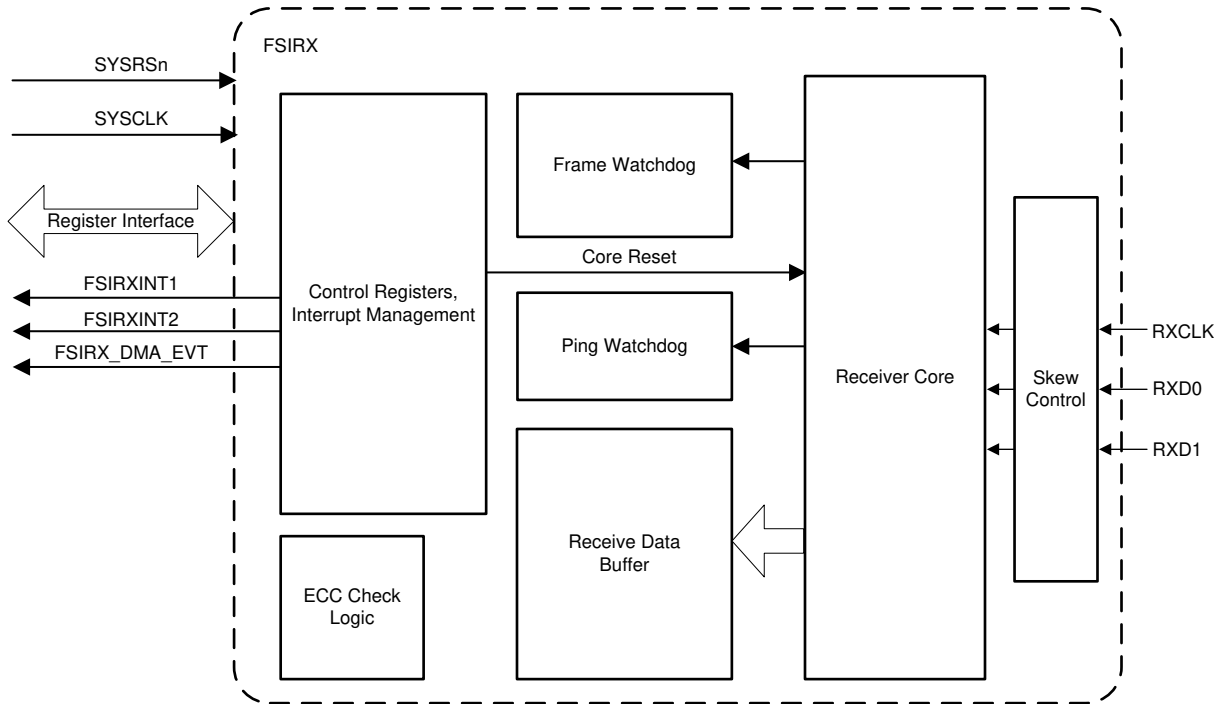 FSIRX
SYSRSn
SYSCLK
Register Interface
FSIRXINT1
FSIRXINT2
FSIRX_DMA_EVT
Control Registers,
Interrupt Management
ECC Check
Logic
Frame Watchdog
Core Reset
Ping Watchdog
Receive Data
Buffer
Receiver Core
Skew
Control
RXCLK
RXD0
RXD1